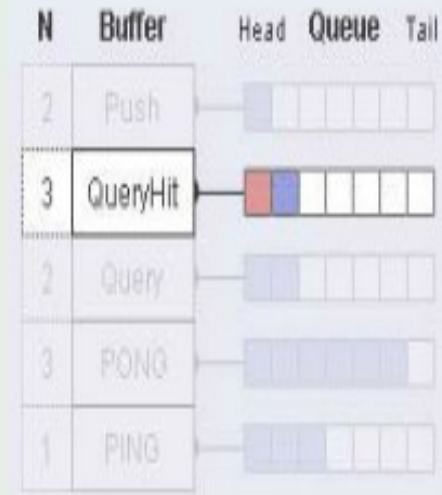 N Buffer Head Queue Tail
2 Push
3 QueryHit
2 Query
3 PONG
1 PING